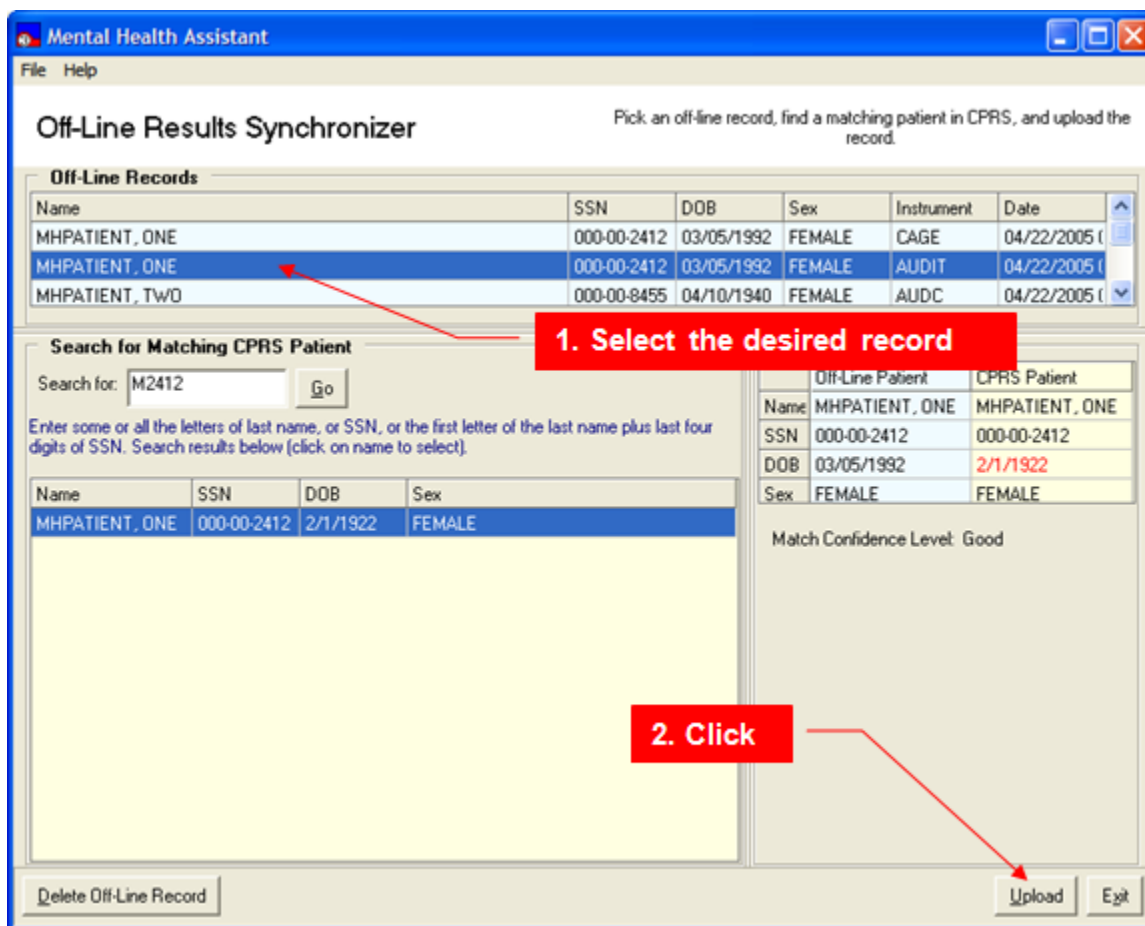 Mental Health Assistant
File Help
Off-Line Results Synchronizer
Pick an off-line record, find a matching patient in CPRS, and upload the
record.
Off-Line Records
Name SSN DOB Sex Instrument Date
MHPATIENT, ONE 000-00-2412 03/05/1992 FEMALE CAGE 04/22/2005 (
MHPATIENT, ONE 000-00-2412 03/05/1992 FEMALE AUDIT 04/22/2005 (
MHPATIENT, TWO 000-00-8455 04/10/1940 FEMALE AUDC 04/22/2005 (
1. Select the desired record
Search for Matching CPRS Patient
Search for: M2412 Go
Enter some or all the letters of last name, or SSN, or the first letter of the last name plus last four
digits of SSN. Search results below (click on name to select).
Name SSN DOB Sex
MHPATIENT, ONE 000-00-2412 2/1/1922 FEMALE
Off-Line Patient CPRS Patient
Name MHPATIENT, ONE MHPATIENT, ONE
SSN 000-00-2412 000-00-2412
DOB 03/05/1992 2/1/1922
Sex FEMALE FEMALE
Match Confidence Level: Good
2. Click
Delete Off-Line Record Upload Exit